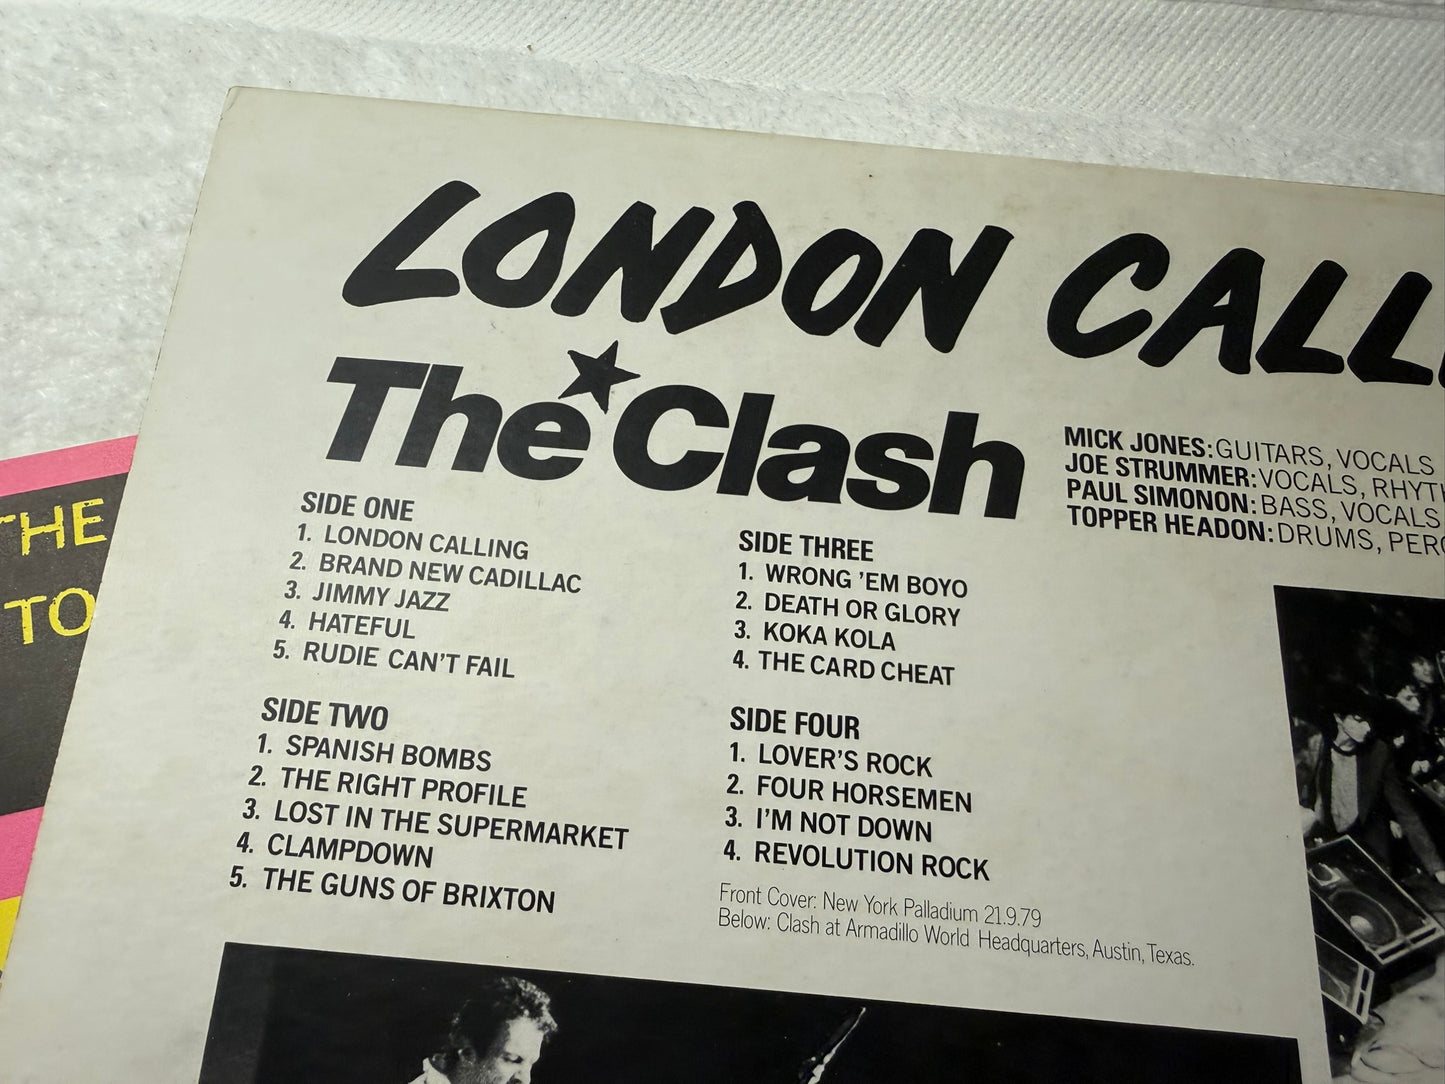 LONDON CALL
The Clash
MICK JONES: GUITARS, VOCALS
JOE STRUMMER: VOCALS,
PAUL SIMONON: BASS, VOCALS
TOPPER HEADON: DRUMS,
SIDE ONE
1. LONDON CALLING
2. BRAND NEW CADILLAC
3. JIMMY JAZZ
4. HATEFUL
5. RUDIE CAN'T FAIL
SIDE TWO
1. SPANISH BOMBS
2. THE RIGHT PROFILE
3. LOST IN THE SUPERMARKET
4. CLAMPDOWN
5. THE GUNS OF BRIXTON
SIDE THREE
1. WRONG 'EM BOYO
2. DEATH OR GLORY
3. KOKA KOLA
4. THE CARD CHEAT
SIDE FOUR
1. LOVER'S ROCK
2. FOUR HORSEMEN
3. I'M NOT DOWN
4. REVOLUTION ROCK
Front Cover: New York Palladium 21.9.79
Below: Clash at Armadillo World Headquarters, Austin, Texas.
THE
TO